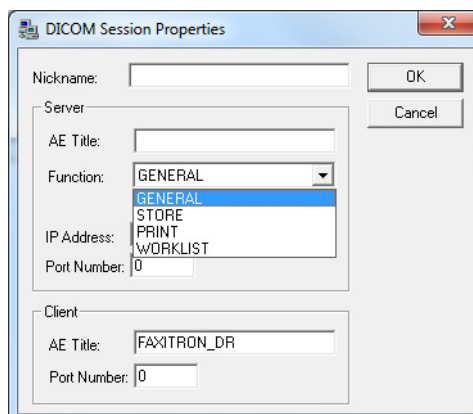 DICOM Session Properties
Nickname:
OK
Server
Cancel
AE Title:
Function: GENERAL
GENERAL
STORE
PRINT
IP Address:
WORKLIST
Port Number: 0
Client
AE Title: FAXITRON_DR
Port Number: 0